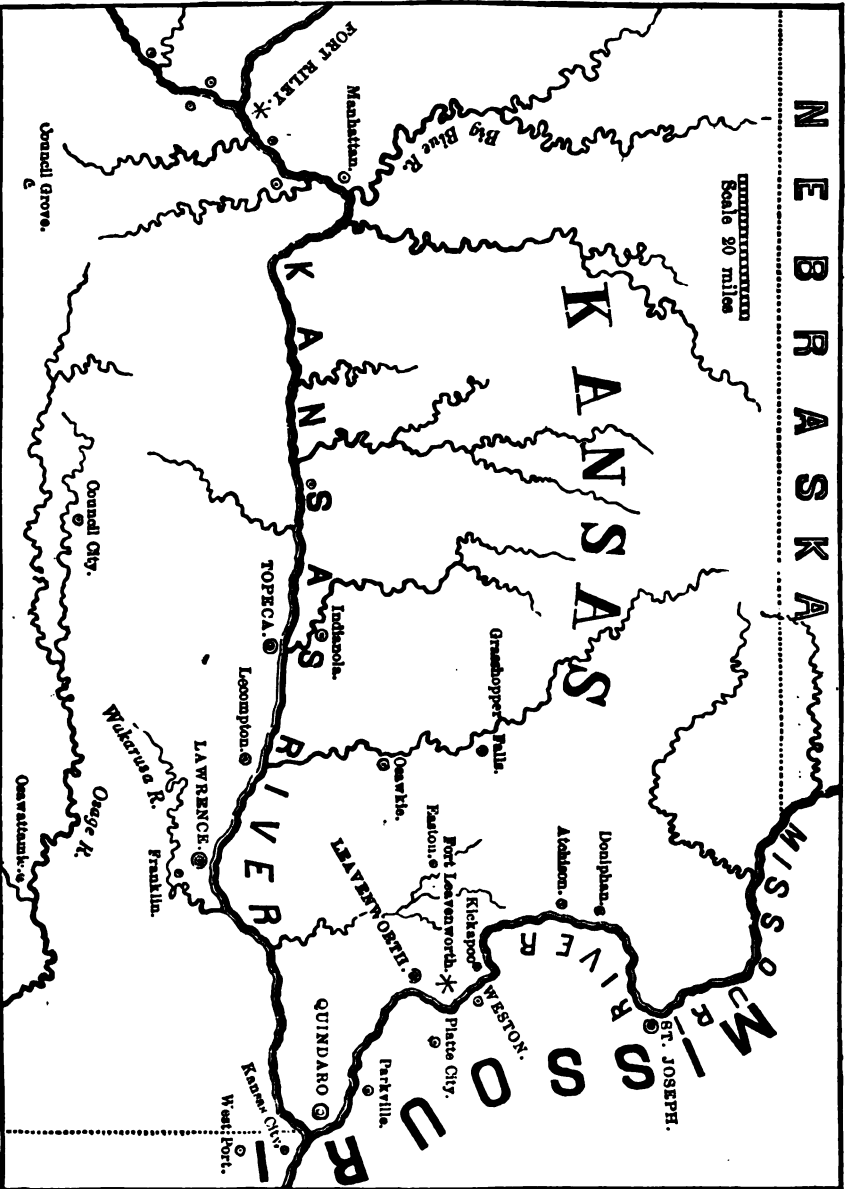 NEBRASKA
Scale 20 miles
KANSAS
MISSOURI
MISSOURI RIVER
KANSAS RIVER
FORT RILEY.
Manhattan.
Big Blue R.
Council Grove.
Council City.
TOPECA.
Indianola.
Lecompton.
LAWRENCE.
Wakarusa R.
Franklin.
Osage R.
Grasshopper Falls.
Osawkie.
Easton.
Fort Leavenworth.
LEAVENWORTH.
Kickapoo
WESTON.
Platte City.
Atchison.
Doniphan
ST. JOSEPH.
Parkville.
QUINDARO
Kansas City.
West Port.